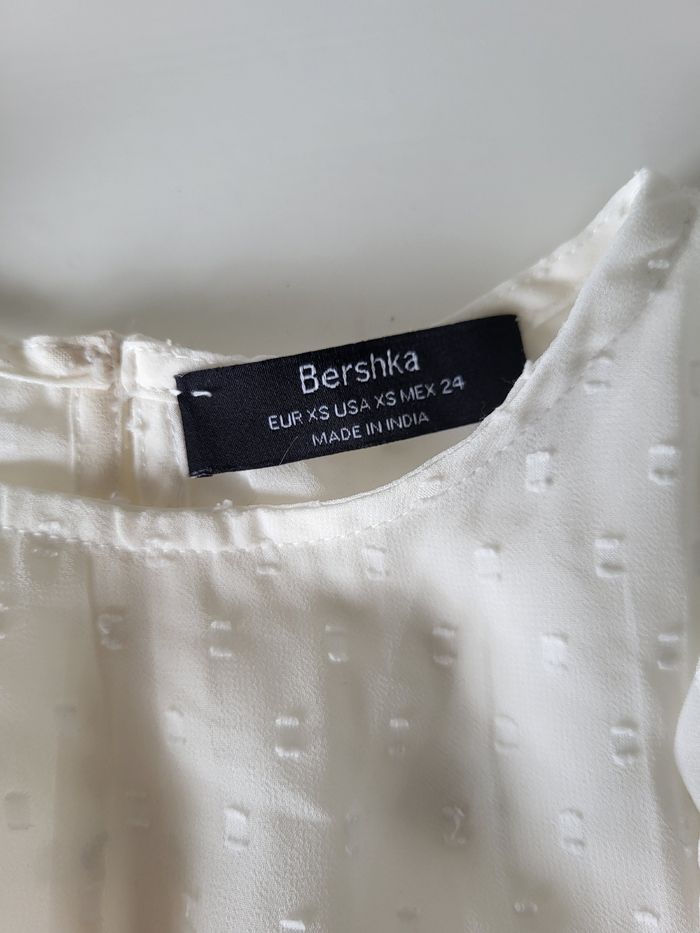 Bershka
EUR XS USA XS MEX 24
MADE IN INDIA